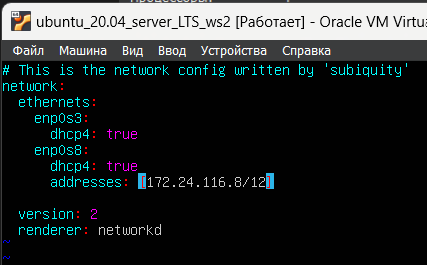 ubuntu_20.04_server_LTS_ws2 [Работает] - Oracle VM Virtu
Файл Машина Вид Ввод Устройства Справка
# This is the network config written by 'subiquity'
network:
  ethernets:
    enp0s3:
      dhcp4: true
    enp0s8:
      dhcp4: true
      addresses: [172.24.116.8/12]

  version: 2
  renderer: networkd
~
~